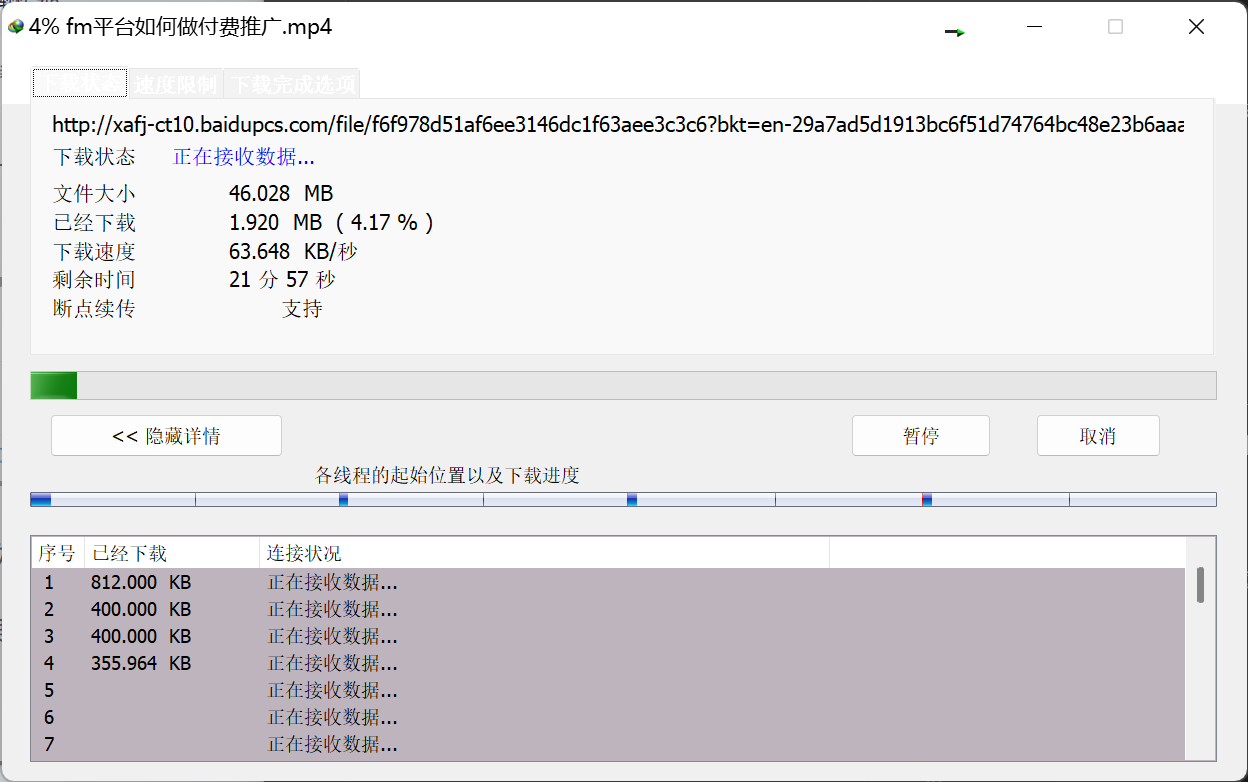 4% fm平台如何做付费推广.mp4
下载状态 速度限制 下载完成选项
http://xafj-ct10.baidupcs.com/file/f6f978d51af6ee3146dc1f63aee3c3c6?bkt=en-29a7ad5d1913bc6f51d74764bc48e23b6aaa
下载状态 正在接收数据...
文件大小 46.028 MB
已经下载 1.920 MB ( 4.17 % )
下载速度 63.648 KB/秒
剩余时间 21 分 57 秒
断点续传 支持
<< 隐藏详情 暂停 取消
各线程的起始位置以及下载进度
序号 已经下载 连接状况
1 812.000 KB 正在接收数据...
2 400.000 KB 正在接收数据...
3 400.000 KB 正在接收数据...
4 355.964 KB 正在接收数据...
5 正在接收数据...
6 正在接收数据...
7 正在接收数据...